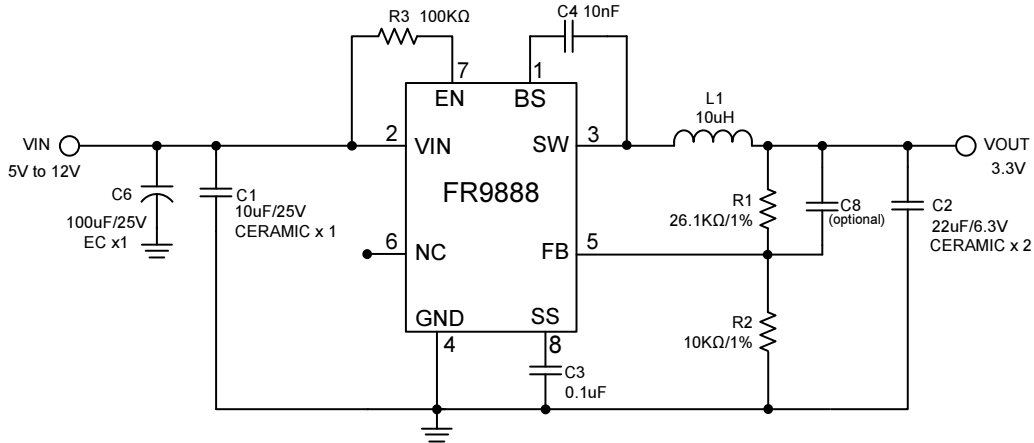 R3 100KΩ
C4 10nF
7
1
EN
BS
L1
10uH
VIN
5V to 12V
2
VIN
SW
3
VOUT
3.3V
FR9888
C6
100uF/25V
EC x1
C1
10uF/25V
CERAMIC x 1
R1
26.1KΩ/1%
C8
(optional)
C2
22uF/6.3V
CERAMIC x 2
6
NC
FB
5
GND
SS
4
8
R2
10KΩ/1%
C3
0.1uF